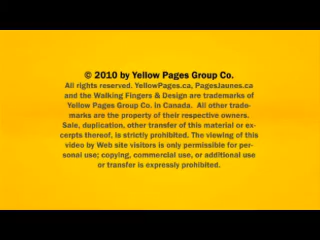 © 2010 by Yellow Pages Group Co.
All rights reserved. YellowPages.ca, PagesJaunes.ca
and the Walking Fingers & Design are trademarks of
Yellow Pages Group Co. in Canada.  All other trade-
marks are the property of their respective owners.
Sale, duplication, other transfer of this material or ex-
cerpts thereof, is strictly prohibited. The viewing of this
video by Web site visitors is only permissible for per-
sonal use; copying, commercial use, or additional use
or transfer is expressly prohibited.